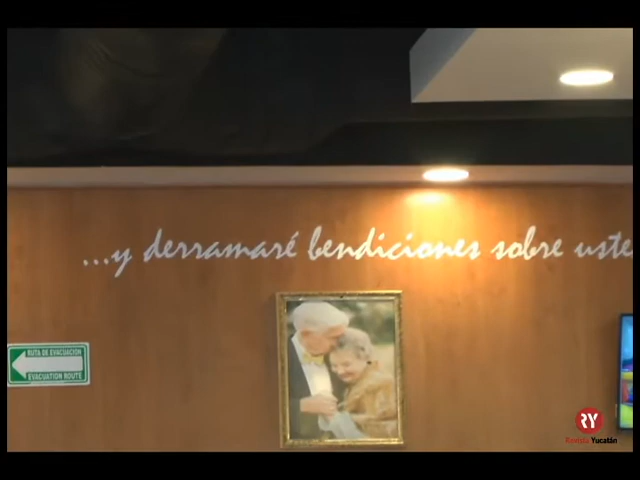 ...y derramaré bendiciones sobre uste
RUTA DE EVACUACION
EVACUATION ROUTE
RY
Revista Yucatán